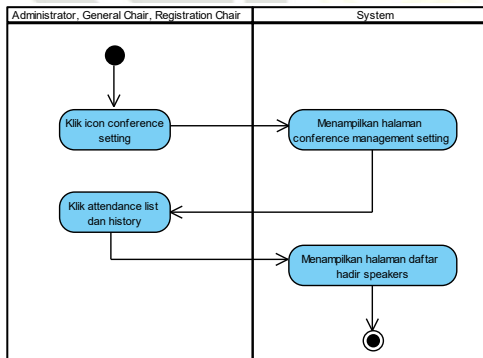 Administrator, General Chair, Registration Chair
System
Klik icon conference
setting
Menampilkan halaman
conference management setting
Klik attendance list
dan history
Menampilkan halaman daftar
hadir speakers